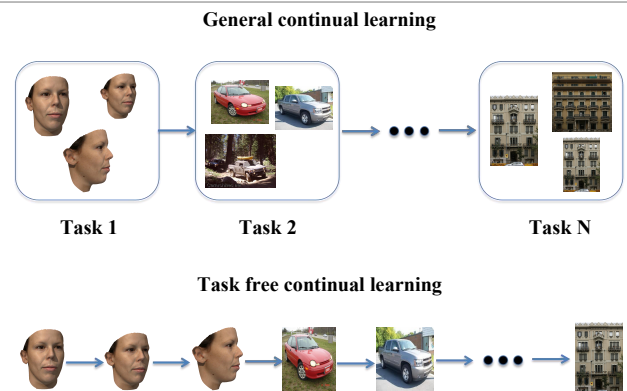 General continual learning
Task 1
Task 2
Task N
Task free continual learning